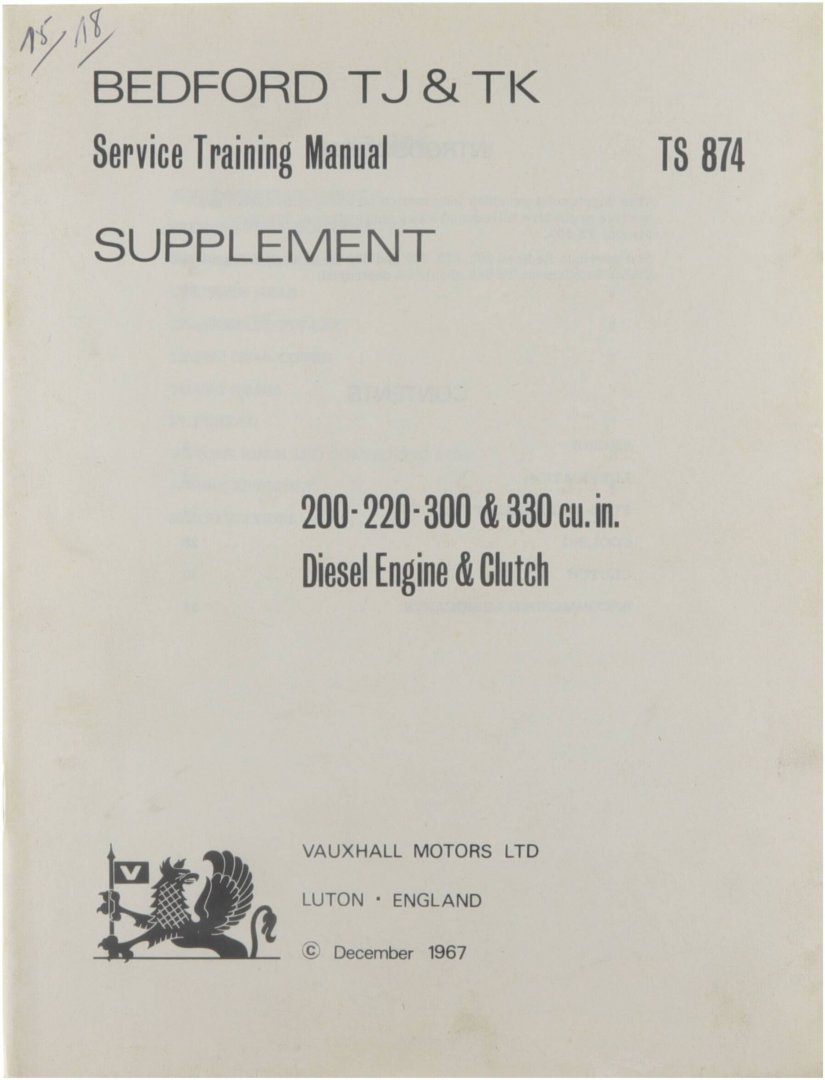 15/ 18/
BEDFORD TJ & TK
Service Training Manual TS 874
SUPPLEMENT
200-220-300 & 330 cu. in.
Diesel Engine & Clutch
V
VAUXHALL MOTORS LTD
LUTON · ENGLAND
© December 1967
CONTENTS